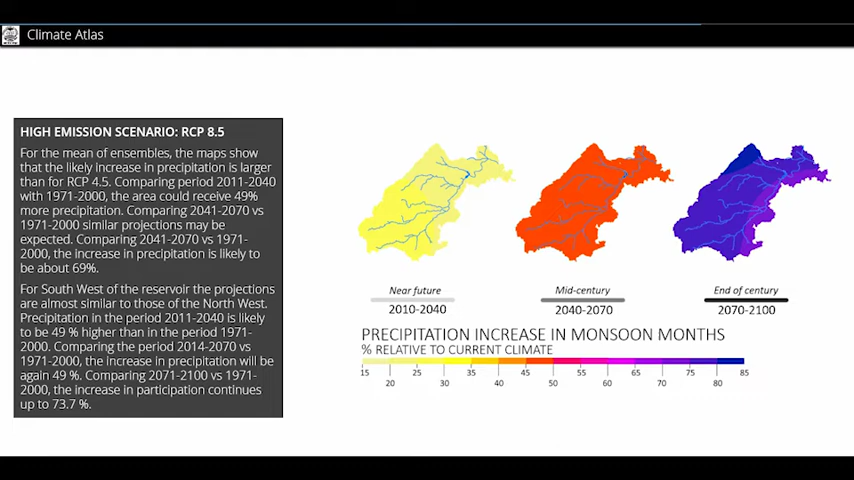 Climate Atlas
HIGH EMISSION SCENARIO: RCP 8.5
For the mean of ensembles, the maps show
that the likely increase in precipitation is larger
than for RCP 4.5. Comparing period 2011-2040
with 1971-2000, the area could receive 49%
more precipitation. Comparing 2041-2070 vs
1971-2000 similar projections may be
expected. Comparing 2041-2070 vs 1971-
2000, the increase in precipitation is likely to
be about 69%.
For South West of the reservoir the projections
are almost similar to those of the North West.
Precipitation in the period 2011-2040 is likely
to be 49 % higher than in the period 1971-
2000. Comparing the period 2014-2070 vs
1971-2000, the increase in precipitation will be
again 49 %. Comparing 2071-2100 vs 1971-
2000, the increase in participation continues
up to 73.7 %.
Near future
2010-2040
Mid-century
2040-2070
End of century
2070-2100
PRECIPITATION INCREASE IN MONSOON MONTHS
% RELATIVE TO CURRENT CLIMATE
15 25 30 35 45 50 55 60 65 75 85
20 40 50 60 70 80